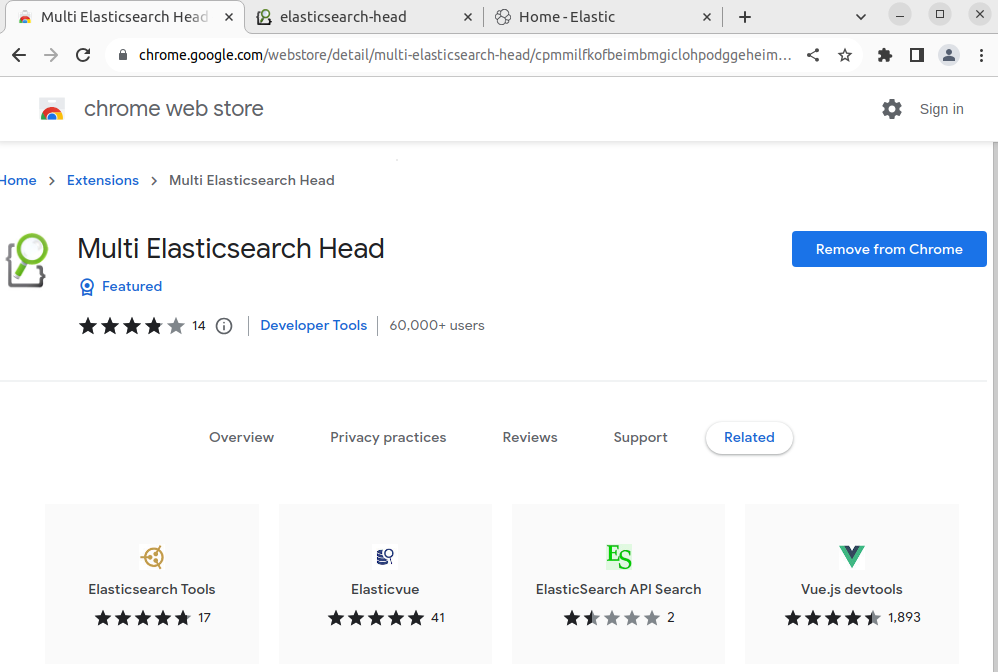 Multi Elasticsearch Head
elasticsearch-head
Home - Elastic
chrome.google.com/webstore/detail/multi-elasticsearch-head/cpmmilfkofbeimbmgiclohpodggeheim...
chrome web store
Sign in
Home > Extensions > Multi Elasticsearch Head
Multi Elasticsearch Head
Remove from Chrome
Featured
14
Developer Tools
60,000+ users
Overview
Privacy practices
Reviews
Support
Related
ES
Elasticsearch Tools
Elasticvue
ElasticSearch API Search
Vue.js devtools
17
41
2
1,893